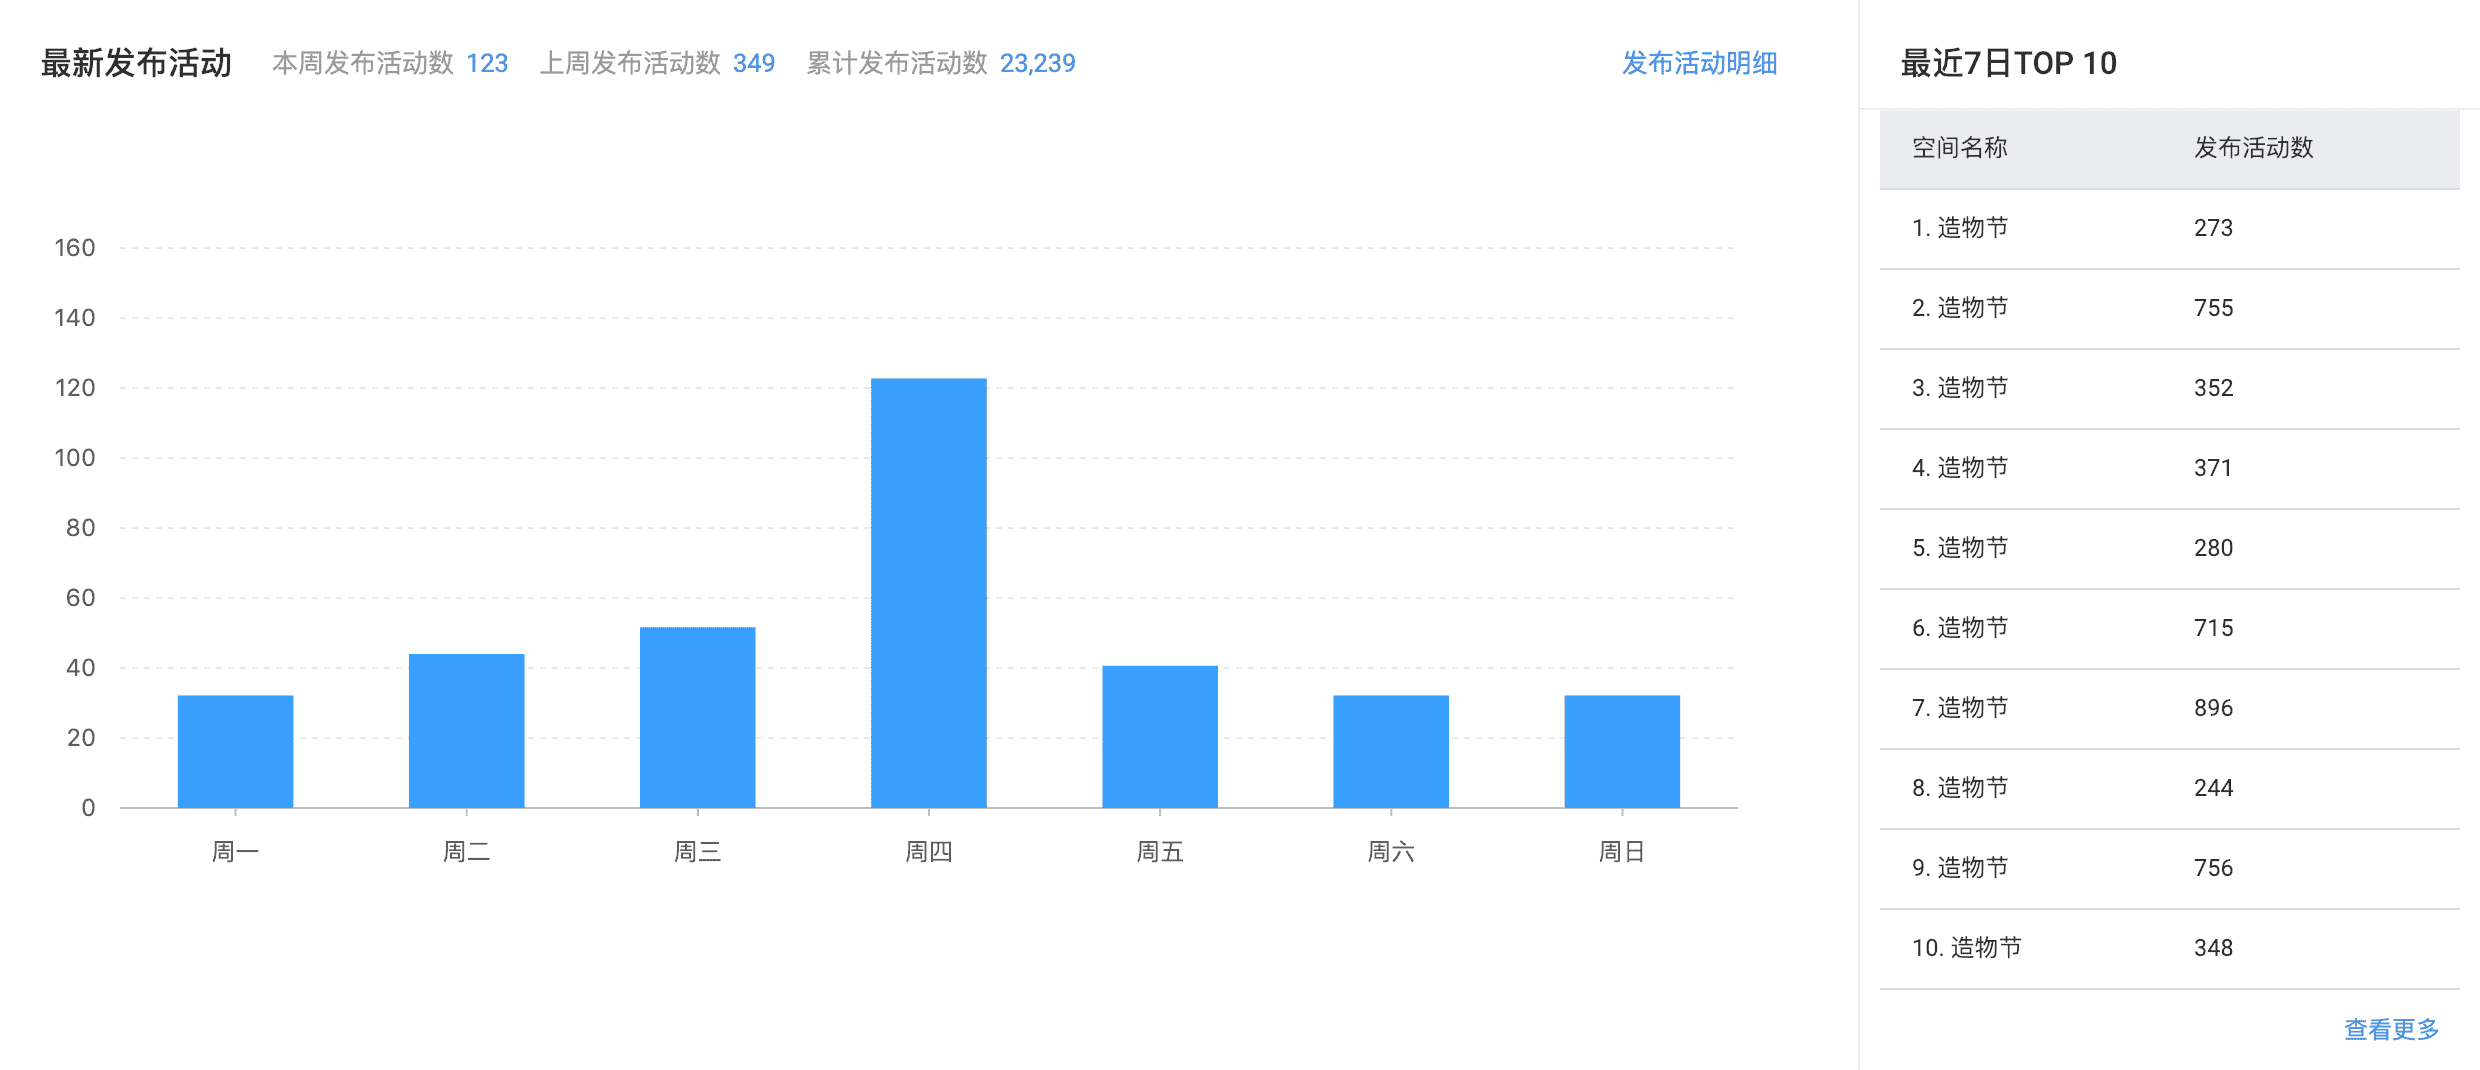 最新发布活动 本周发布活动数 123 上周发布活动数 349 累计发布活动数 23,239 发布活动明细
160
140
120
100
80
60
40
20
0
周一 周二 周三 周四 周五 周六 周日
最近7日TOP 10
空间名称 发布活动数
1. 造物节 273
2. 造物节 755
3. 造物节 352
4. 造物节 371
5. 造物节 280
6. 造物节 715
7. 造物节 896
8. 造物节 244
9. 造物节 756
10. 造物节 348
查看更多